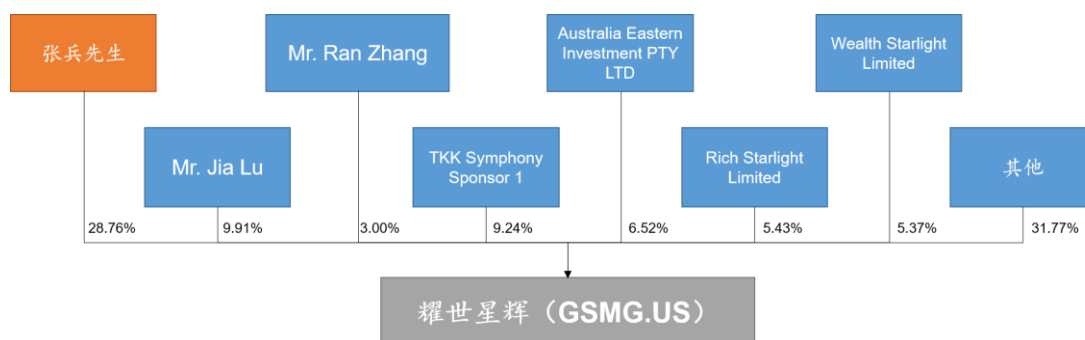 张兵先生
Mr. Ran Zhang
Australia Eastern
Investment PTY
LTD
Wealth Starlight
Limited
Mr. Jia Lu
TKK Symphony
Sponsor 1
Rich Starlight
Limited
其他
28.76%
9.91%
3.00%
9.24%
6.52%
5.43%
5.37%
31.77%
耀世星辉（GSMG.US）